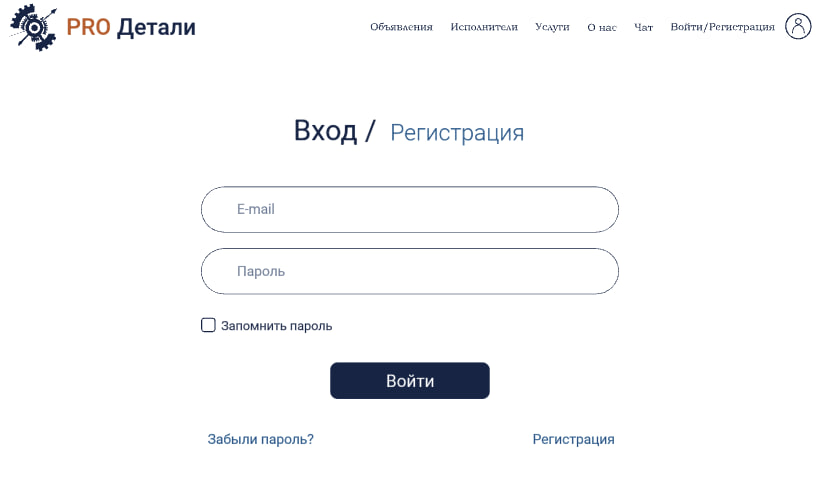 PRO Детали
Объявления Исполнители Услуги О нас Чат Войти/Регистрация
Вход / Регистрация
E-mail
Пароль
Запомнить пароль
Войти
Забыли пароль? Регистрация